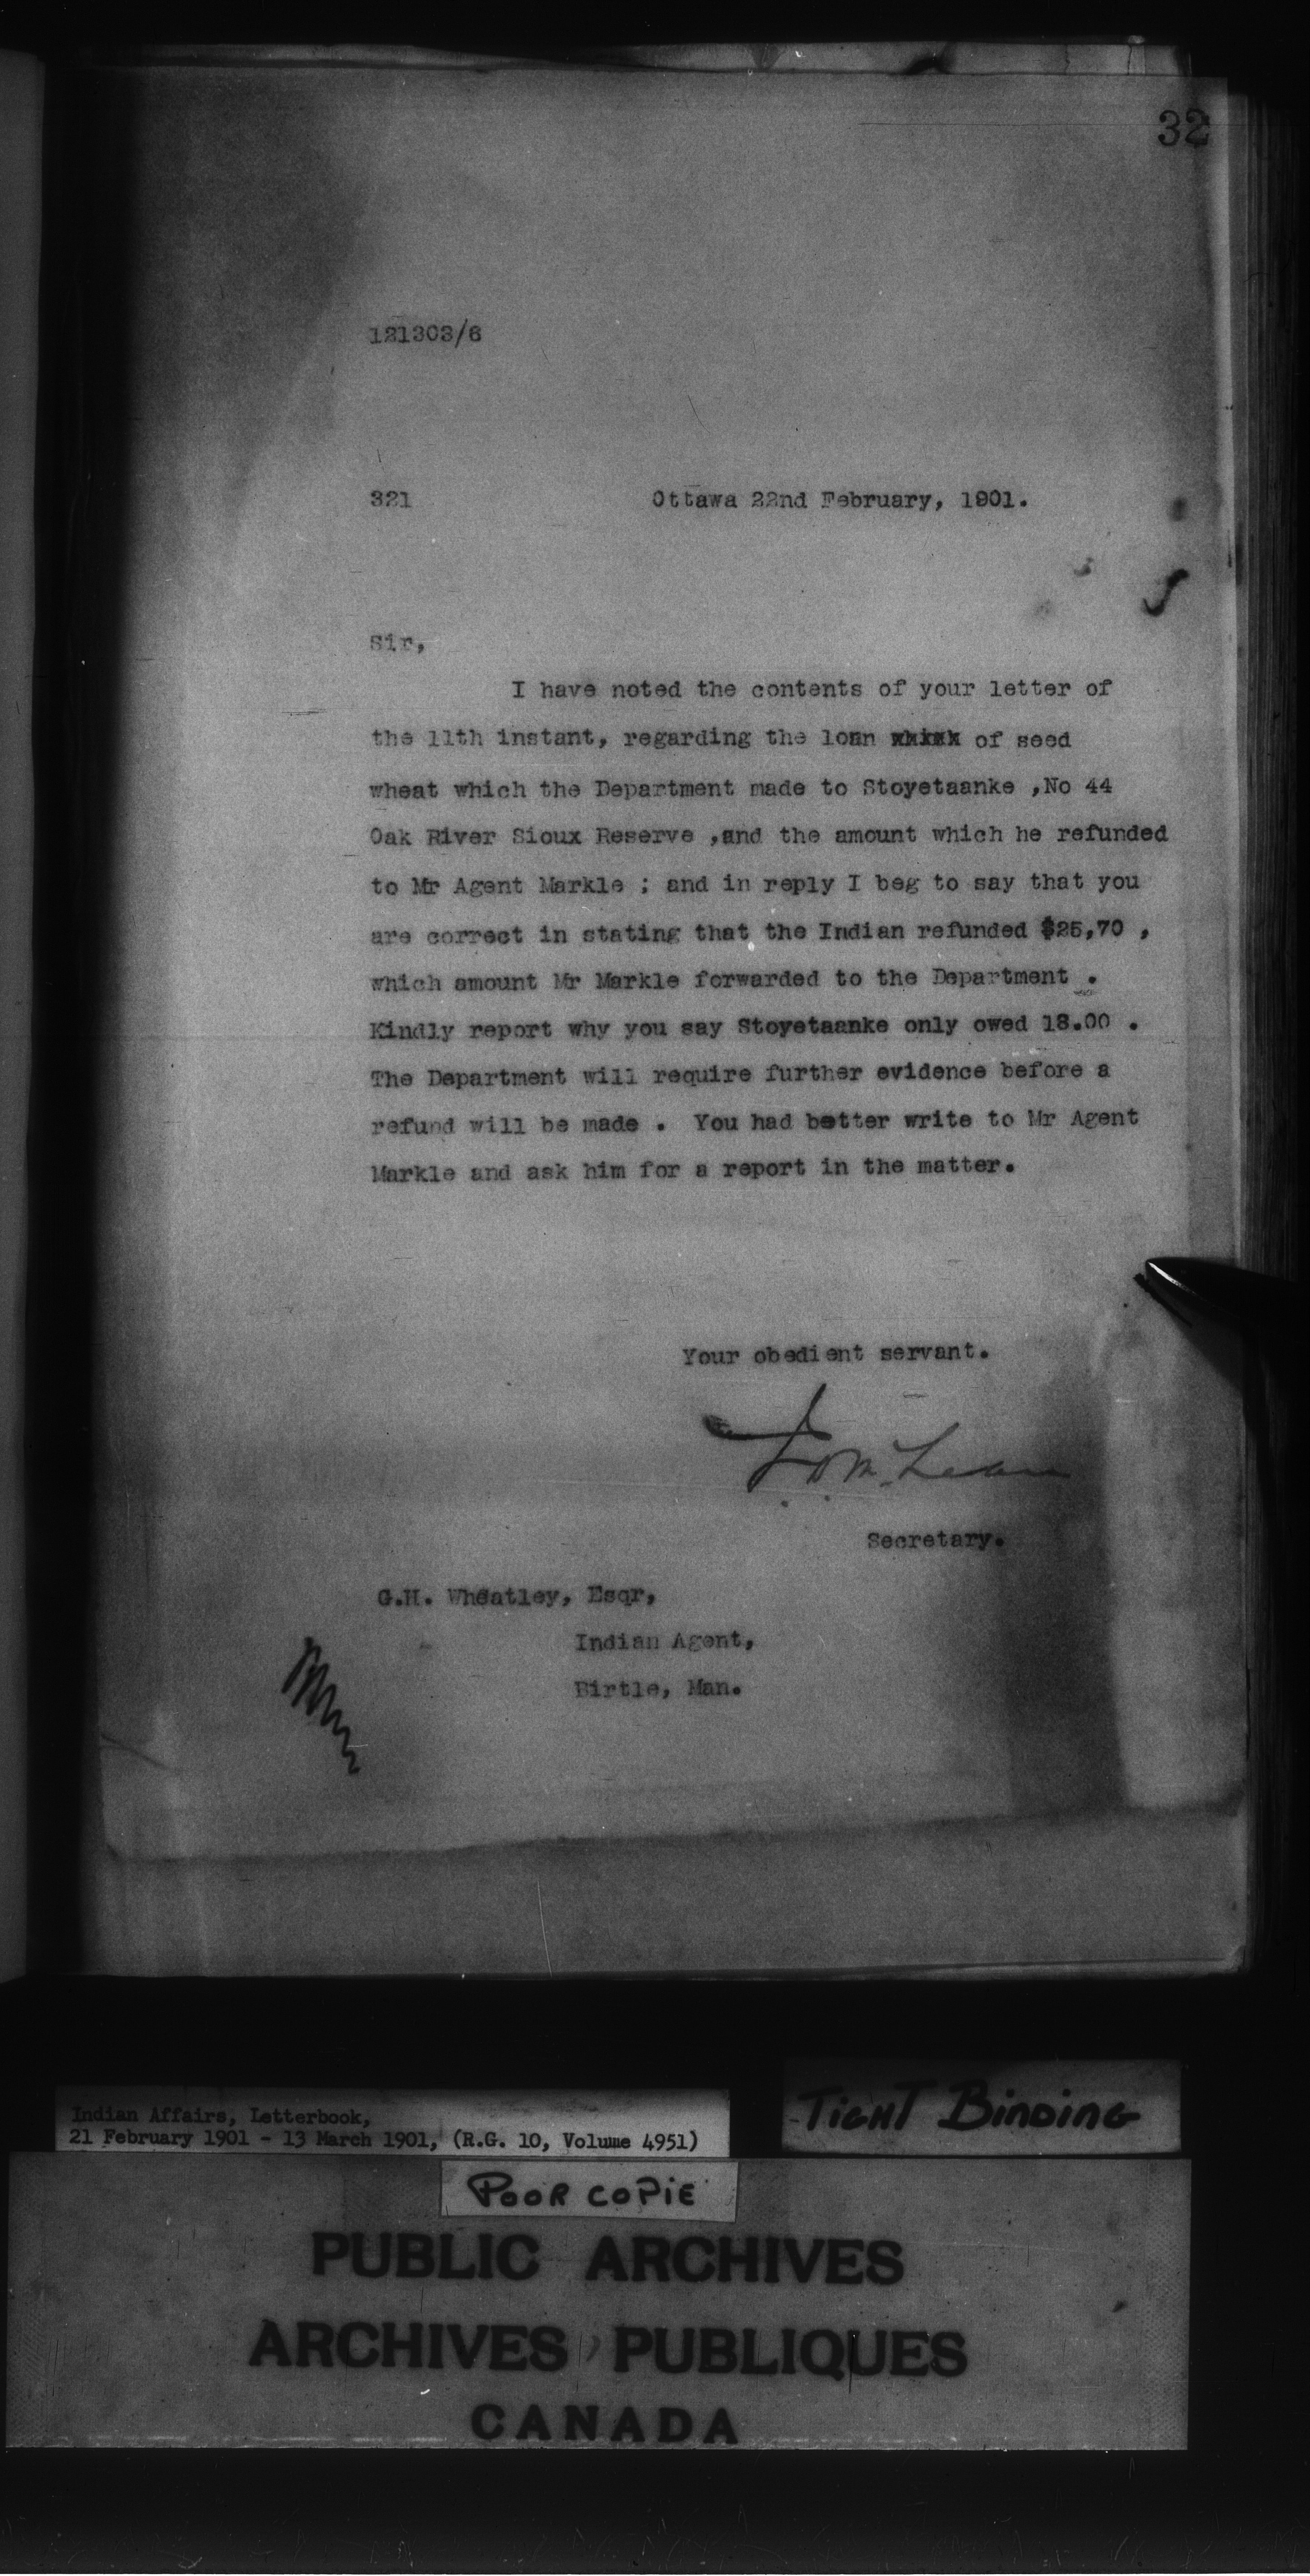 32
121303/6
321 Ottawa 22nd February, 1901.
Sir,
I have noted the contents of your letter of
the 11th instant, regarding the loan xxixx of seed
wheat which the Department made to Stoyetaanke ,No 44
Oak River Sioux Reserve ,and the amount which he refunded
to Mr Agent Markle ; and in reply I beg to say that you
are correct in stating that the Indian refunded $25,70 ,
which amount Mr Markle forwarded to the Department .
Kindly report why you say Stoyetaanke only owed 18.00 .
The Department will require further evidence before a
refund will be made . You had better write to Mr Agent
Markle and ask him for a report in the matter.
Your obedient servant.
J.D.McLean
Secretary.
G.H. Wheatley, Esqr,
Indian Agent,
Birtle, Man.
Indian Affairs, Letterbook,
21 February 1901 - 13 March 1901, (R.G. 10, Volume 4951)
TIGHT BINDING
POOR COPIE
PUBLIC ARCHIVES
ARCHIVES PUBLIQUES
CANADA